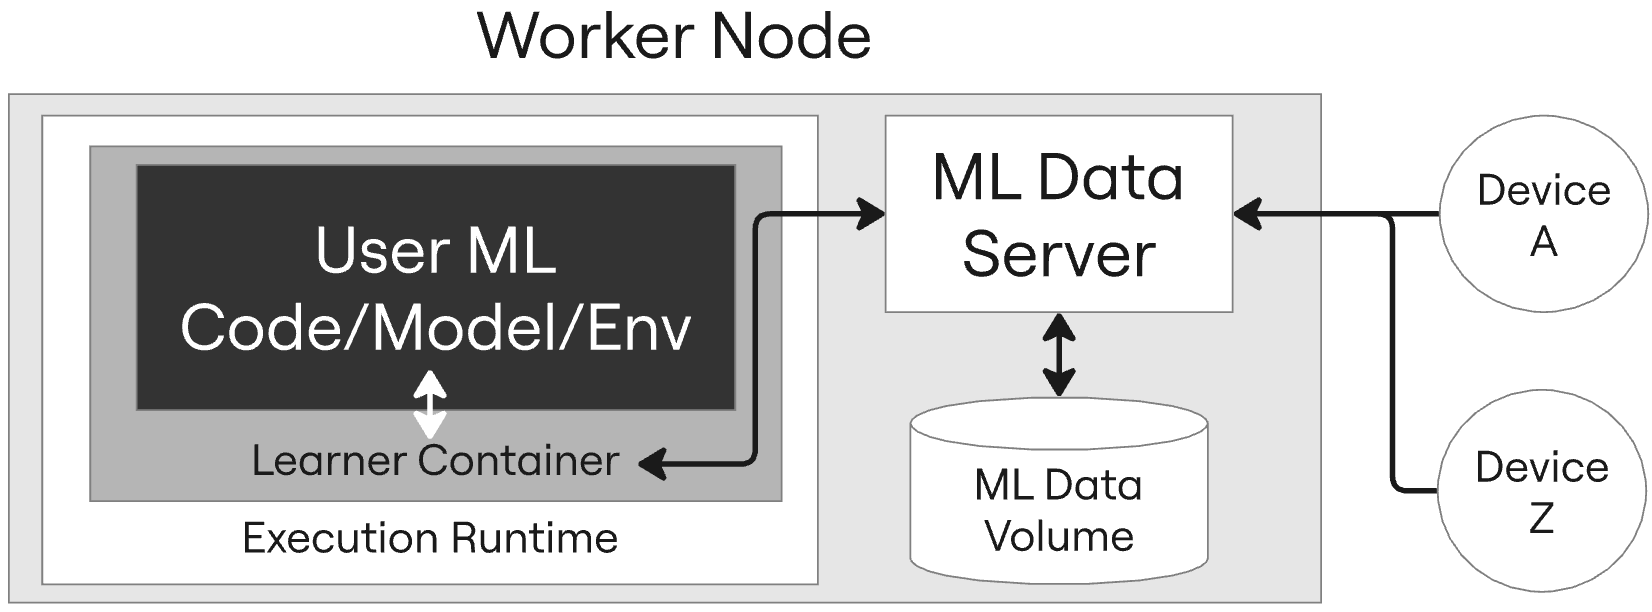 Worker Node
User ML
Code/Model/Env
Learner Container
Execution Runtime
ML Data
Server
ML Data
Volume
Device
A
Device
Z